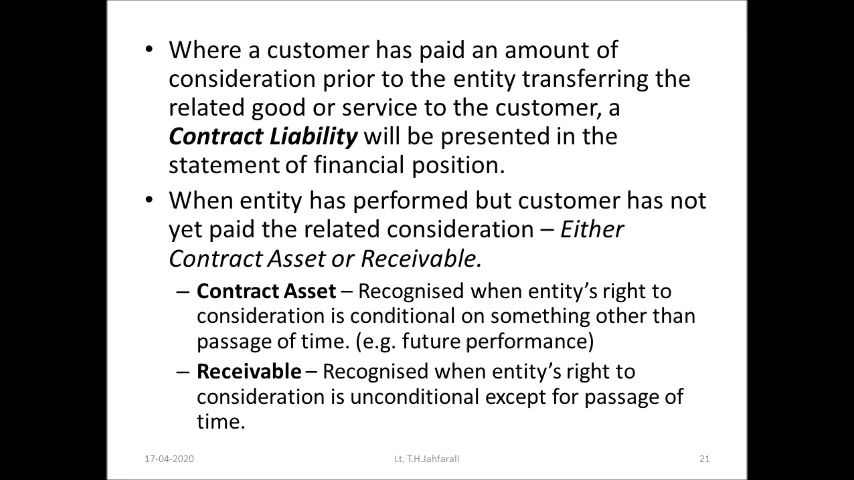 • Where a customer has paid an amount of
consideration prior to the entity transferring the
related good or service to the customer, a
Contract Liability will be presented in the
statement of financial position.
• When entity has performed but customer has not
yet paid the related consideration – Either
Contract Asset or Receivable.
– Contract Asset – Recognised when entity's right to
consideration is conditional on something other than
passage of time. (e.g. future performance)
– Receivable – Recognised when entity's right to
consideration is unconditional except for passage of
time.
17-04-2020 Lt. T.H.Jahfarali 21